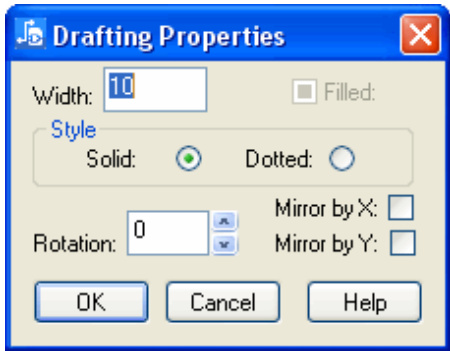 Drafting Properties
Width: 10 Filled:
Style
Solid: Dotted:
Mirror by X:
Rotation: 0 Mirror by Y:
OK Cancel Help